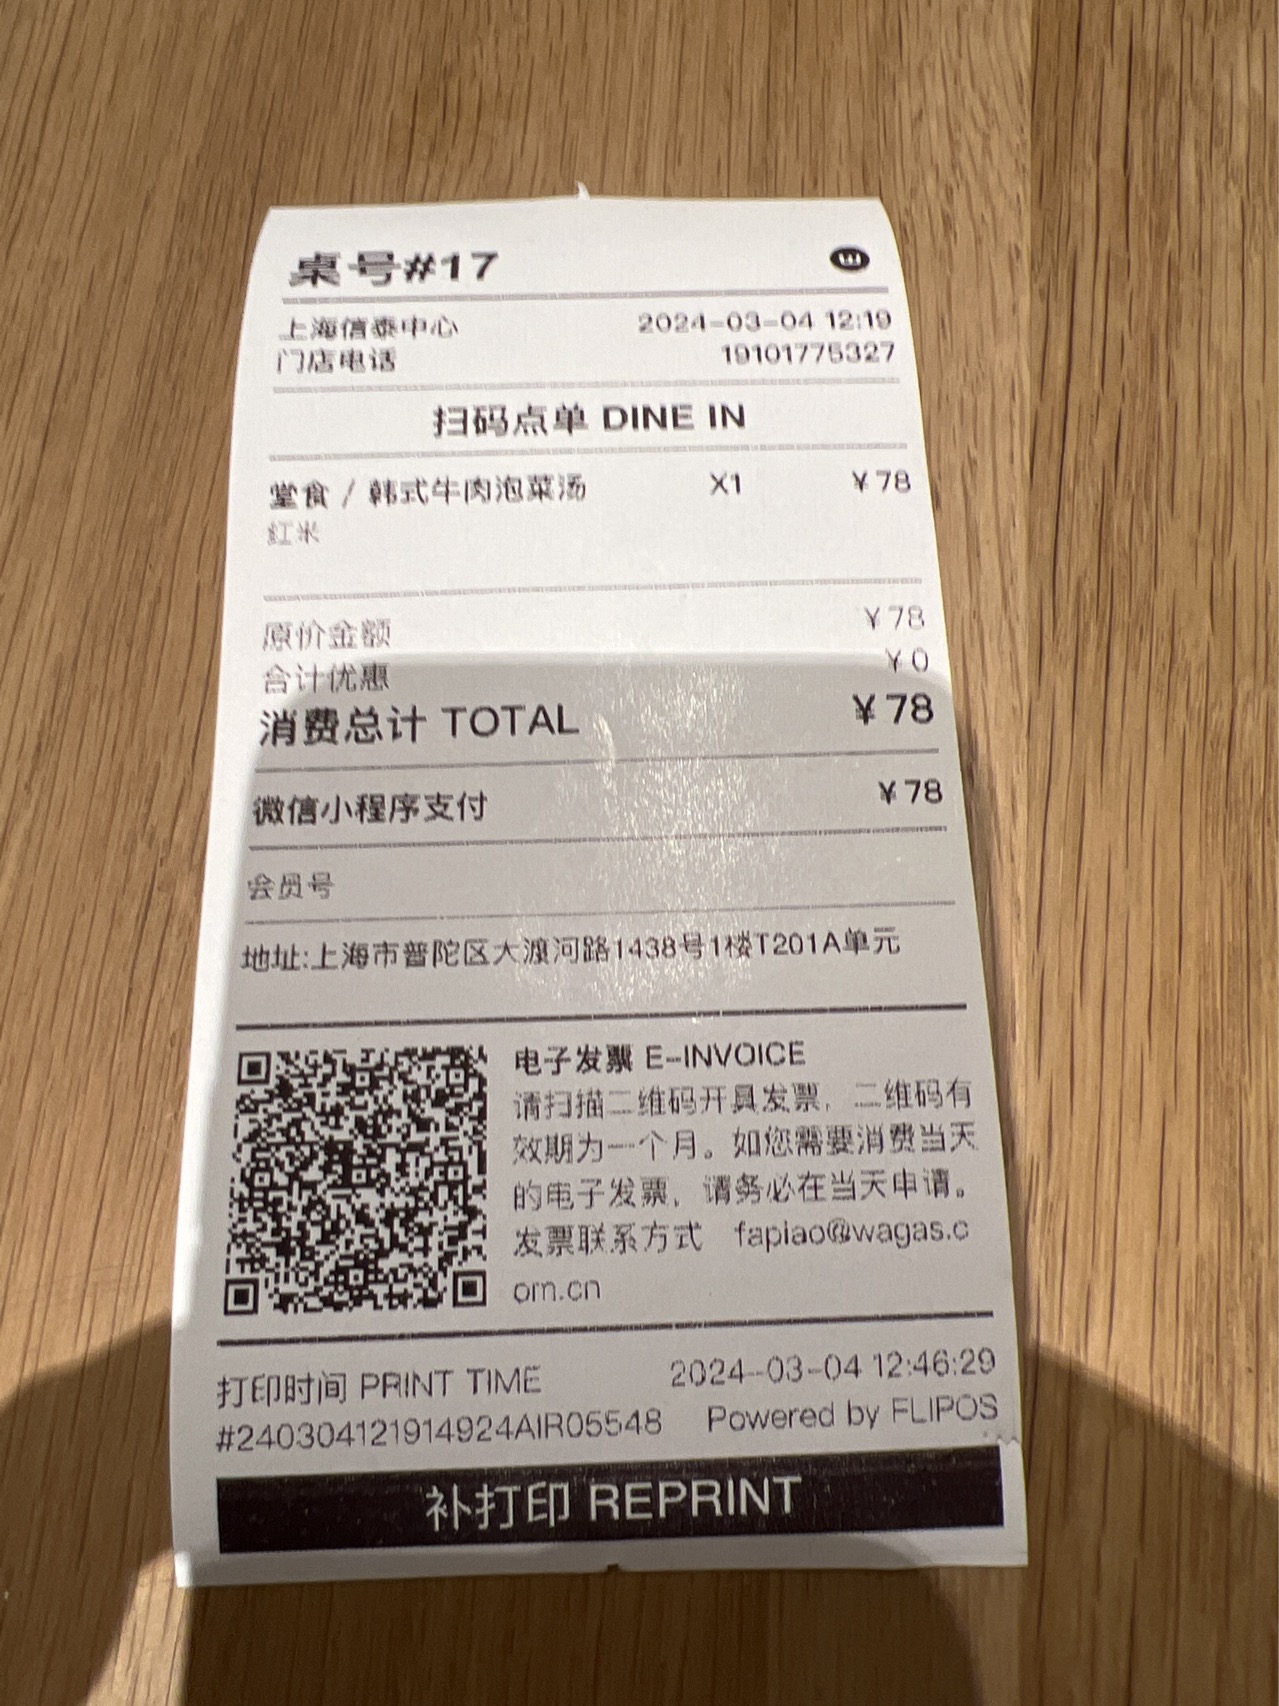 桌号#17
上海信泰中心 2024-03-04 12:19
门店电话 19101775327
扫码点单 DINE IN
堂食 / 韩式牛肉泡菜汤 X1 ¥78
红米
原价金额 ¥78
合计优惠 ¥0
消费总计 TOTAL ¥78
微信小程序支付 ¥78
会员号
地址:上海市普陀区大渡河路1438号1楼T201A单元
电子发票 E-INVOICE
请扫描二维码开具发票，二维码有
效期为一个月。如您需要消费当天
的电子发票，请务必在当天申请。
发票联系方式 fapiao@wagas.c
om.cn
打印时间 PRINT TIME 2024-03-04 12:46:29
#240304121914924AIR05548 Powered by FLIPOS
补打印 REPRINT